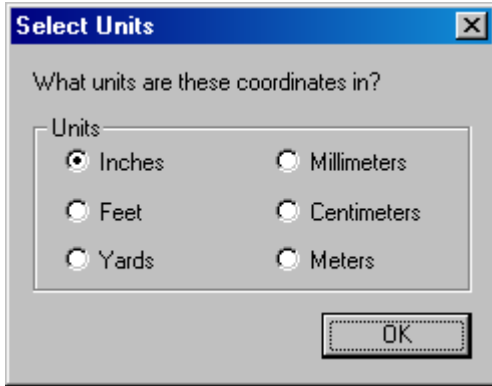 Select Units
What units are these coordinates in?
Units
Inches
Millimeters
Feet
Centimeters
Yards
Meters
OK